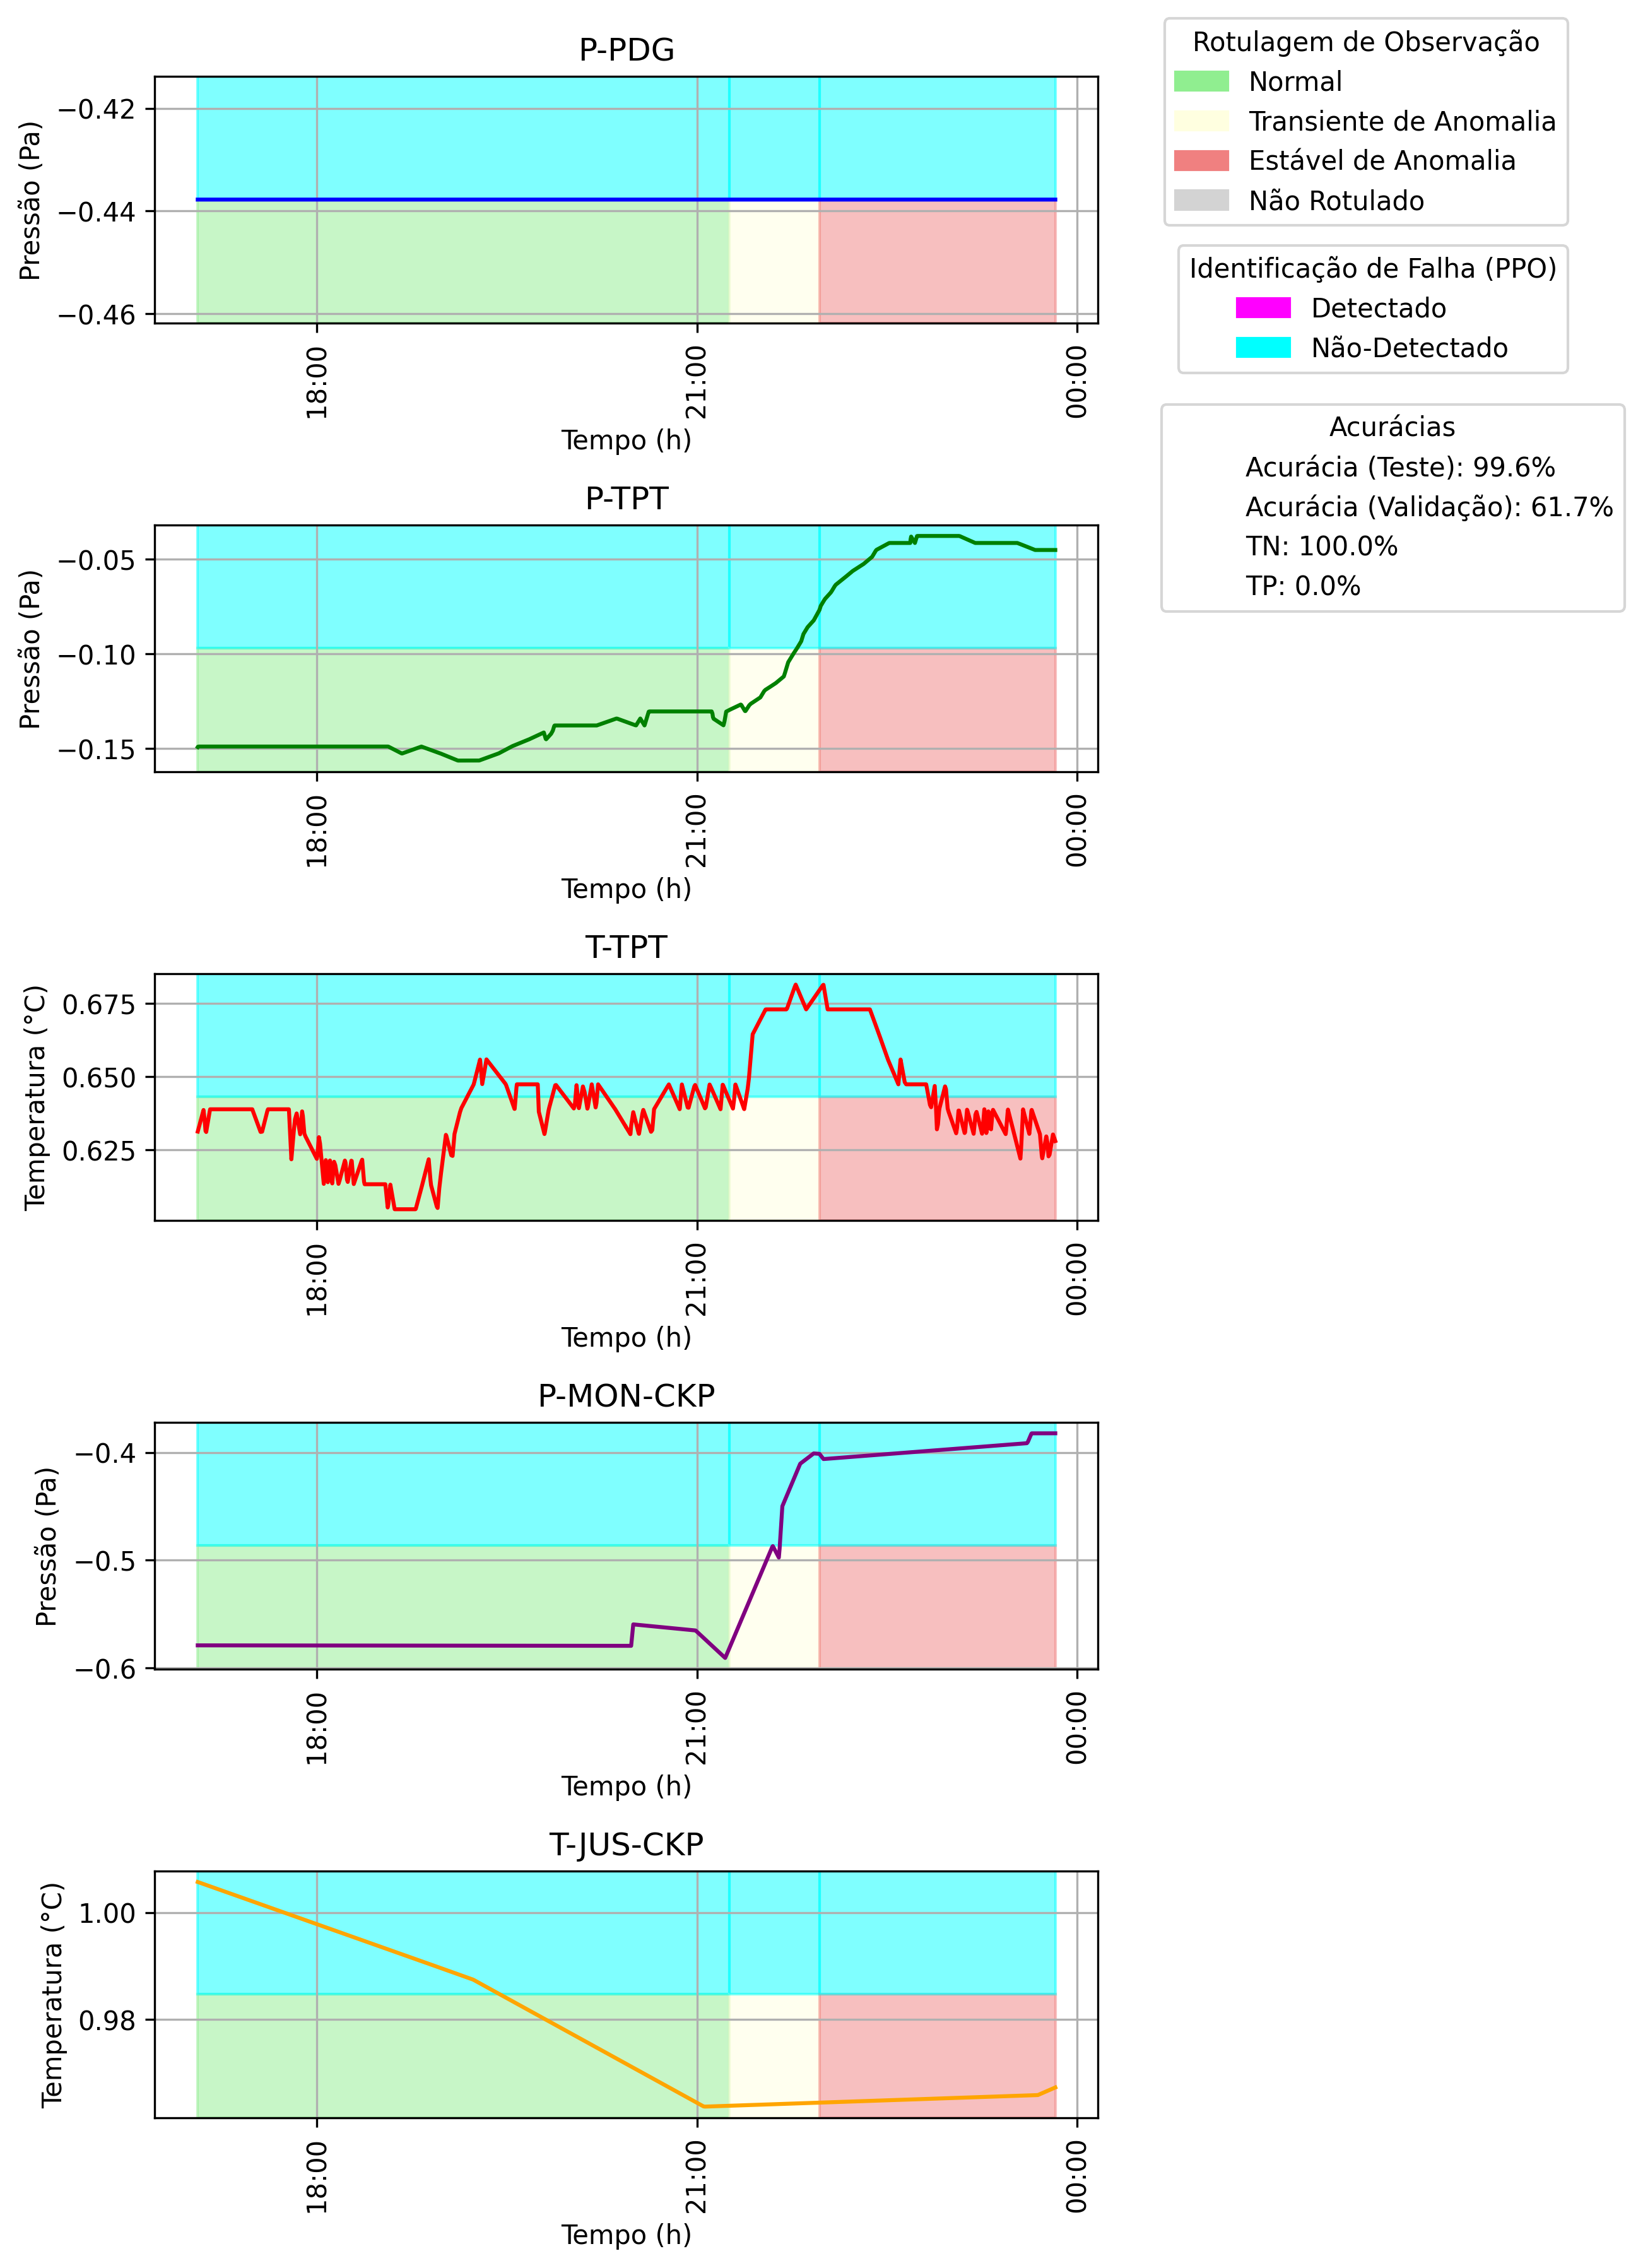 P-PDG
Pressão (Pa)
−0.42
−0.44
−0.46
18:00
21:00
00:00
Tempo (h)
Rotulagem de Observação
Normal
Transiente de Anomalia
Estável de Anomalia
Não Rotulado
Identificação de Falha (PPO)
Detectado
Não-Detectado
Acurácias
Acurácia (Teste): 99.6%
Acurácia (Validação): 61.7%
TN: 100.0%
TP: 0.0%
P-TPT
Pressão (Pa)
−0.05
−0.10
−0.15
18:00
21:00
00:00
Tempo (h)
T-TPT
Temperatura (°C)
0.675
0.650
0.625
18:00
21:00
00:00
Tempo (h)
P-MON-CKP
Pressão (Pa)
−0.4
−0.5
−0.6
18:00
21:00
00:00
Tempo (h)
T-JUS-CKP
Temperatura (°C)
1.00
0.98
18:00
21:00
00:00
Tempo (h)